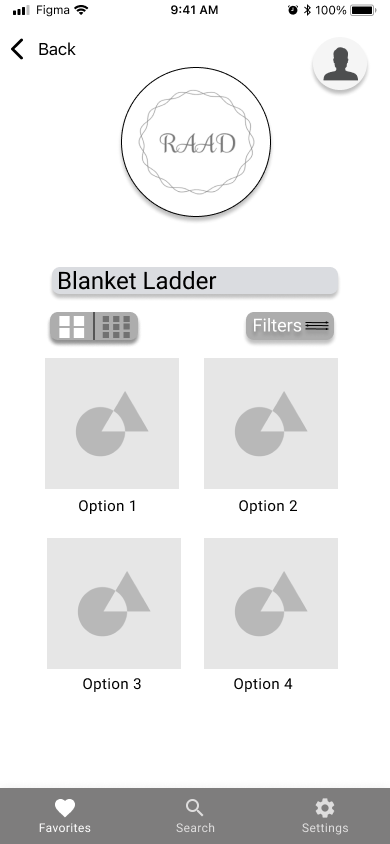 Figma 9:41 AM 100%
Back
RAAD
Blanket Ladder
Filters
Option 1 Option 2
Option 3 Option 4
Favorites Search Settings